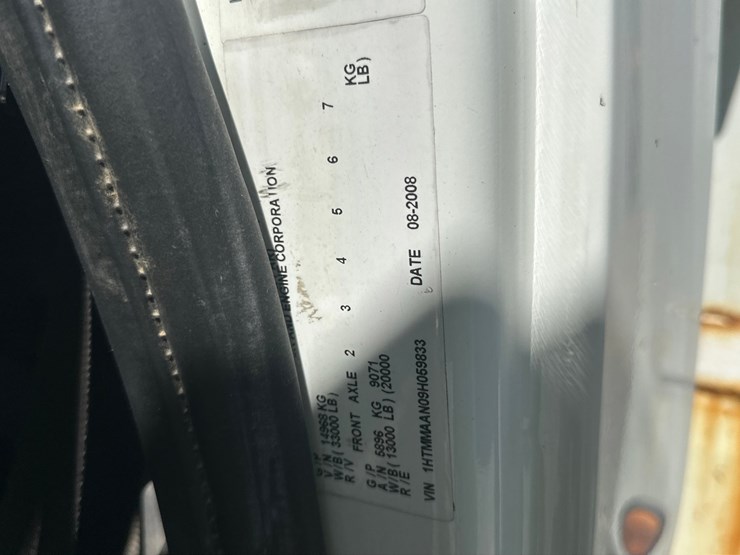 ENGINE CORPORATION
G/P
V/N 14968 KG
W/B ( 33000 LB )
R/V FRONT AXLE 2 3 4 5 6 7
G/P
A/N 5896 KG 9071 KG
W/B ( 13000 LB ) (20000 LB )
R/E
DATE 08-2008
VIN 1HTMMAAN09H069833